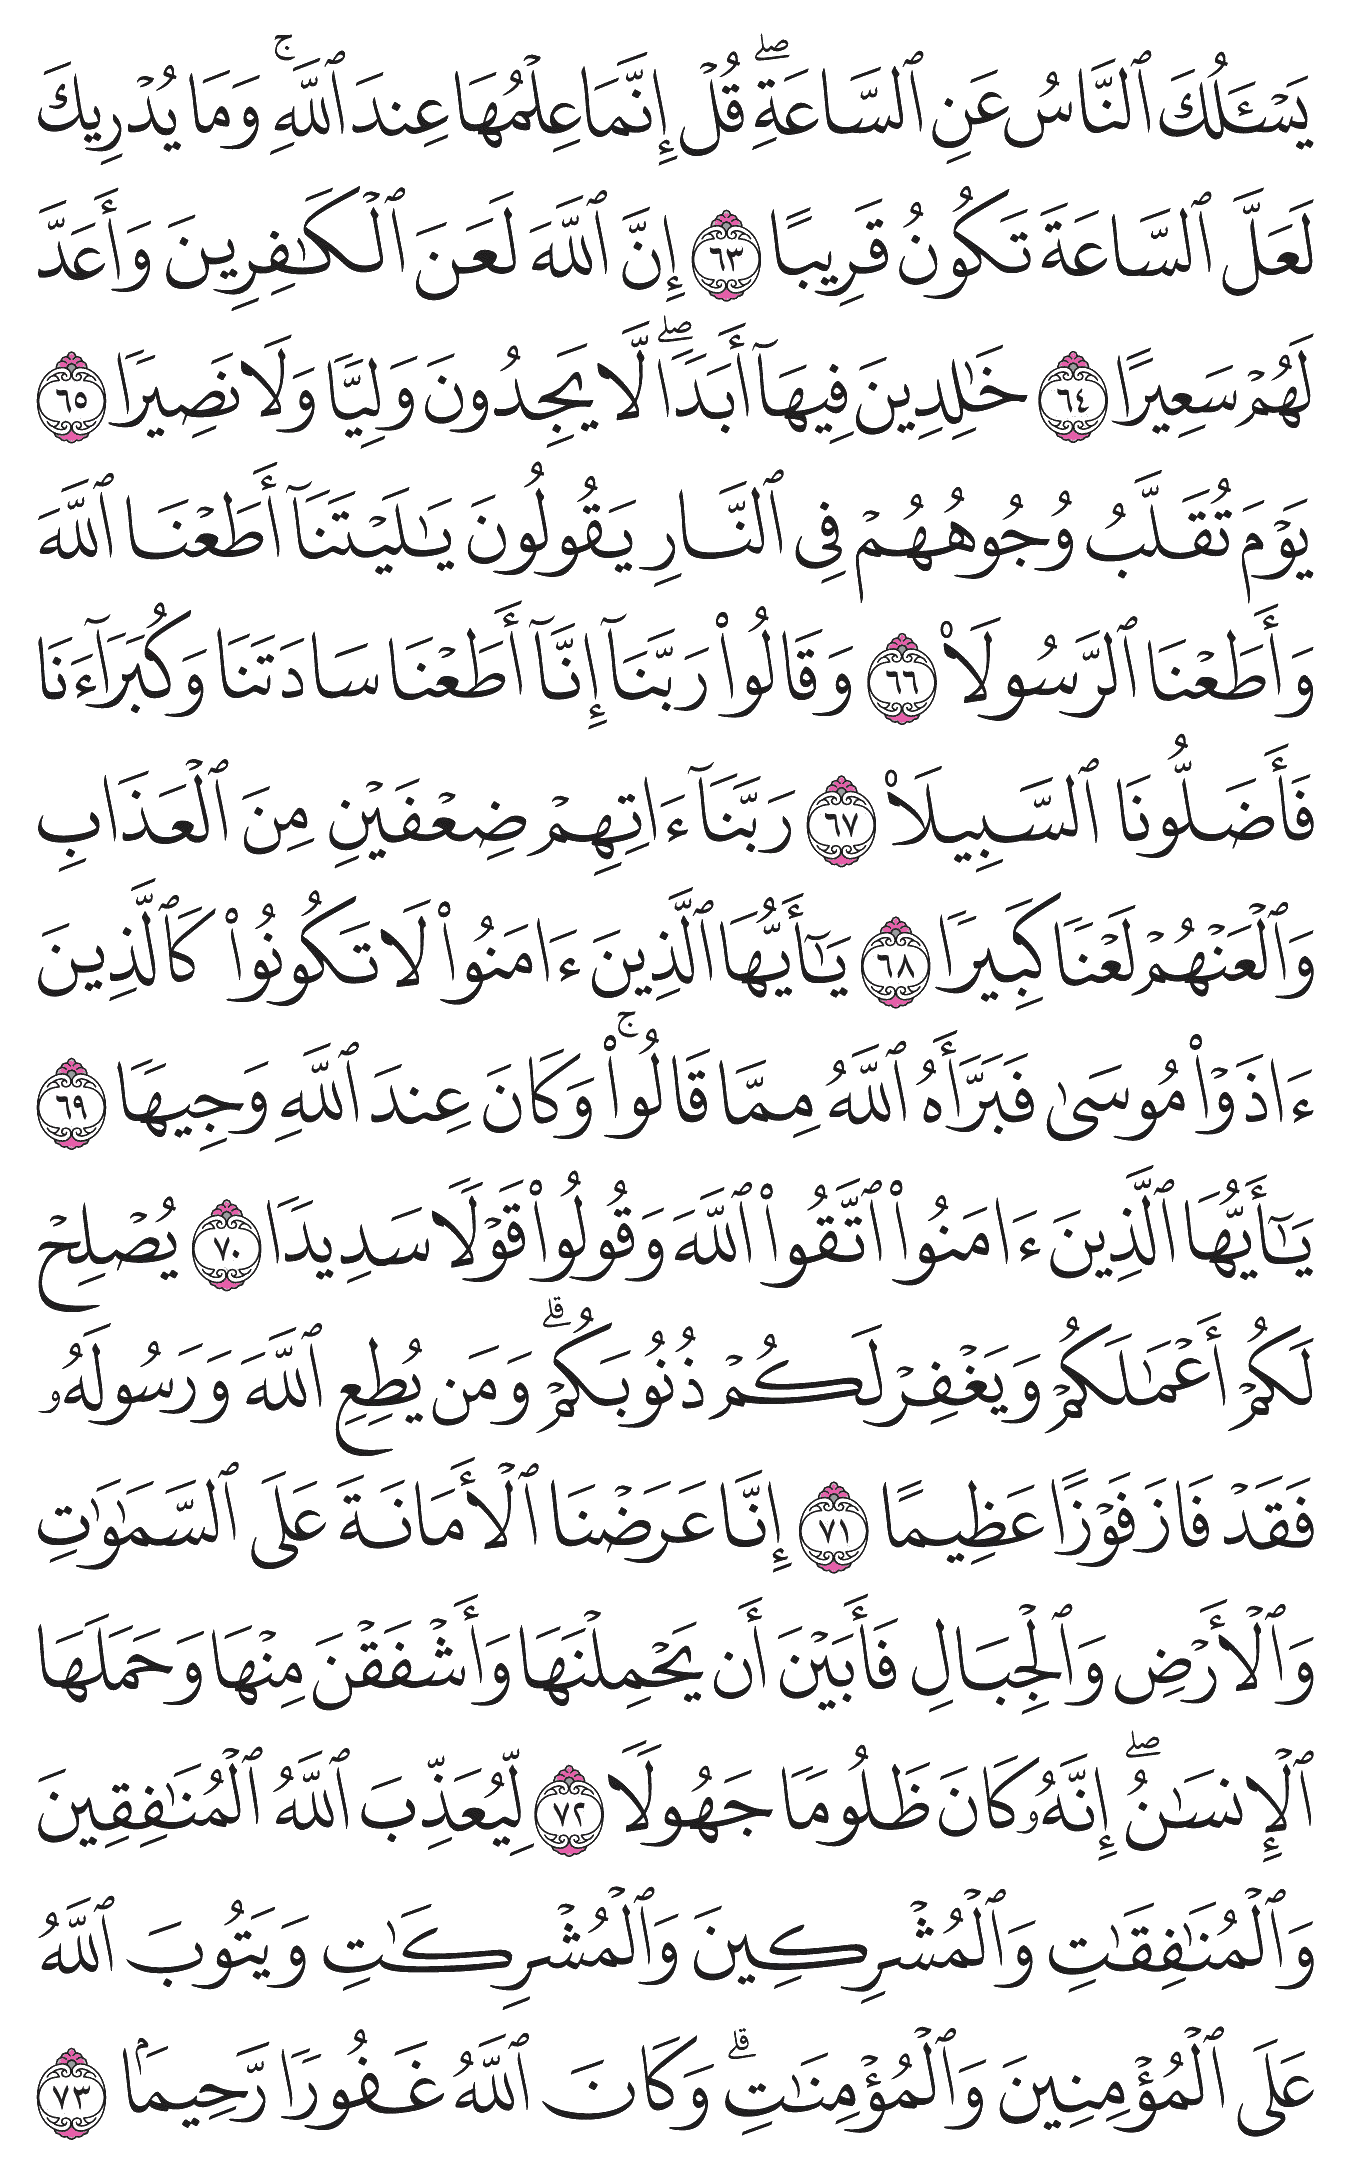 يَسْـَٔلُكَ ٱلنَّاسُ عَنِ ٱلسَّاعَةِ ۖ قُلْ إِنَّمَا عِلْمُهَا عِندَ ٱللَّهِ ۚ وَمَا يُدْرِيكَ
لَعَلَّ ٱلسَّاعَةَ تَكُونُ قَرِيبًا ٦٣ إِنَّ ٱللَّهَ لَعَنَ ٱلْكَـٰفِرِينَ وَأَعَدَّ
لَهُمْ سَعِيرًا ٦٤ خَـٰلِدِينَ فِيهَآ أَبَدًا ۖ لَّا يَجِدُونَ وَلِيًّا وَلَا نَصِيرًا ٦٥
يَوْمَ تُقَلَّبُ وُجُوهُهُمْ فِى ٱلنَّارِ يَقُولُونَ يَـٰلَيْتَنَآ أَطَعْنَا ٱللَّهَ
وَأَطَعْنَا ٱلرَّسُولَا۠ ٦٦ وَقَالُوا۟ رَبَّنَآ إِنَّآ أَطَعْنَا سَادَتَنَا وَكُبَرَآءَنَا
فَأَضَلُّونَا ٱلسَّبِيلَا۠ ٦٧ رَبَّنَآ ءَاتِهِمْ ضِعْفَيْنِ مِنَ ٱلْعَذَابِ
وَٱلْعَنْهُمْ لَعْنًا كَبِيرًا ٦٨ يَـٰٓأَيُّهَا ٱلَّذِينَ ءَامَنُوا۟ لَا تَكُونُوا۟ كَٱلَّذِينَ
ءَاذَوْا۟ مُوسَىٰ فَبَرَّأَهُ ٱللَّهُ مِمَّا قَالُوا۟ ۚ وَكَانَ عِندَ ٱللَّهِ وَجِيهًا ٦٩
يَـٰٓأَيُّهَا ٱلَّذِينَ ءَامَنُوا۟ ٱتَّقُوا۟ ٱللَّهَ وَقُولُوا۟ قَوْلًا سَدِيدًا ٧٠ يُصْلِحْ
لَكُمْ أَعْمَـٰلَكُمْ وَيَغْفِرْ لَكُمْ ذُنُوبَكُمْ ۗ وَمَن يُطِعِ ٱللَّهَ وَرَسُولَهُۥ
فَقَدْ فَازَ فَوْزًا عَظِيمًا ٧١ إِنَّا عَرَضْنَا ٱلْأَمَانَةَ عَلَى ٱلسَّمَـٰوَٰتِ
وَٱلْأَرْضِ وَٱلْجِبَالِ فَأَبَيْنَ أَن يَحْمِلْنَهَا وَأَشْفَقْنَ مِنْهَا وَحَمَلَهَا
ٱلْإِنسَـٰنُ ۖ إِنَّهُۥ كَانَ ظَلُومًا جَهُولًا ٧٢ لِّيُعَذِّبَ ٱللَّهُ ٱلْمُنَـٰفِقِينَ
وَٱلْمُنَـٰفِقَـٰتِ وَٱلْمُشْرِكِينَ وَٱلْمُشْرِكَـٰتِ وَيَتُوبَ ٱللَّهُ
عَلَى ٱلْمُؤْمِنِينَ وَٱلْمُؤْمِنَـٰتِ ۗ وَكَانَ ٱللَّهُ غَفُورًا رَّحِيمًۢا ٧٣